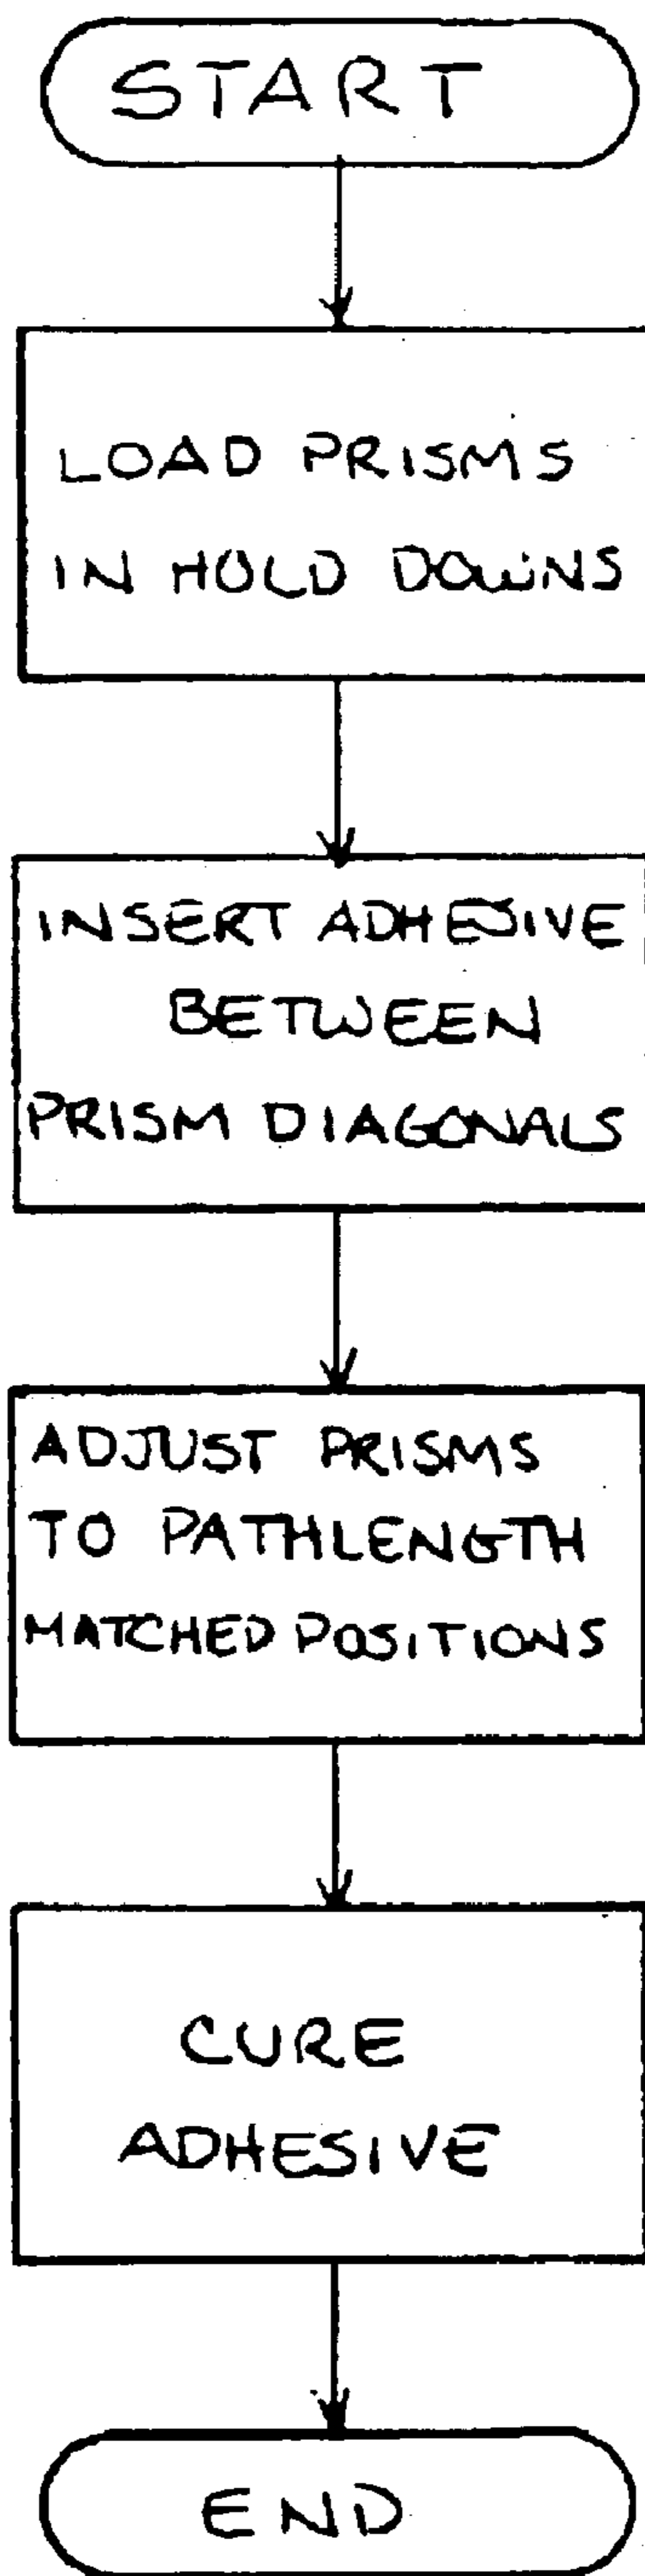 START
LOAD PRISMS
IN HOLD DOWNS
INSERT ADHESIVE
BETWEEN
PRISM DIAGONALS
ADJUST PRISMS
TO PATHLENGTH
MATCHED POSITIONS
CURE
ADHESIVE
END